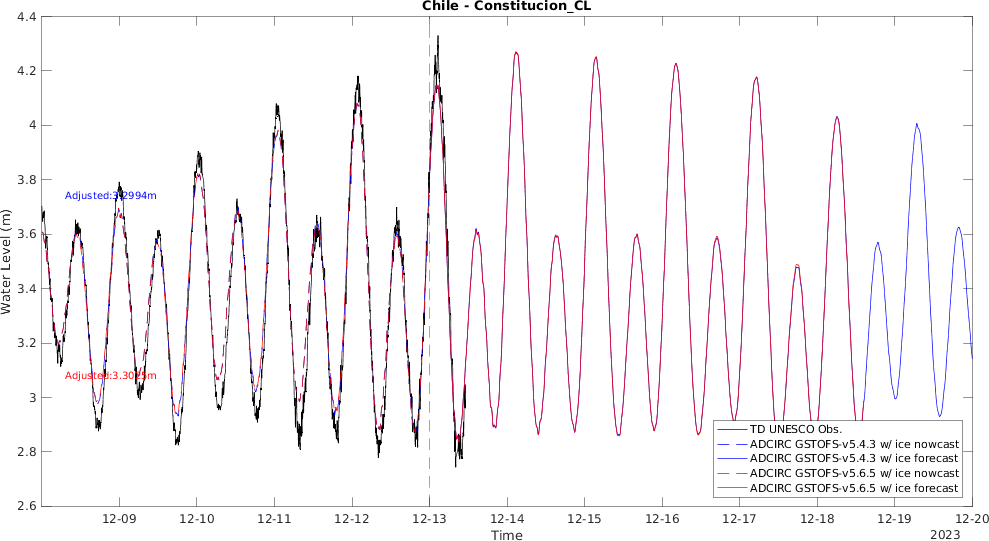 Chile - Constitucion_CL
4.4
4.2
4
3.8
3.6
3.4
3.2
3
2.8
2.6
Water Level (m)
Adjusted:3.2994m
Adjusted:3.3025m
TD UNESCO Obs.
ADCIRC GSTOFS-v5.4.3 w/ ice nowcast
ADCIRC GSTOFS-v5.4.3 w/ ice forecast
ADCIRC GSTOFS-v5.6.5 w/ ice nowcast
ADCIRC GSTOFS-v5.6.5 w/ ice forecast
12-09 12-10 12-11 12-12 12-13 12-14 12-15 12-16 12-17 12-18 12-19 12-20
Time
2023